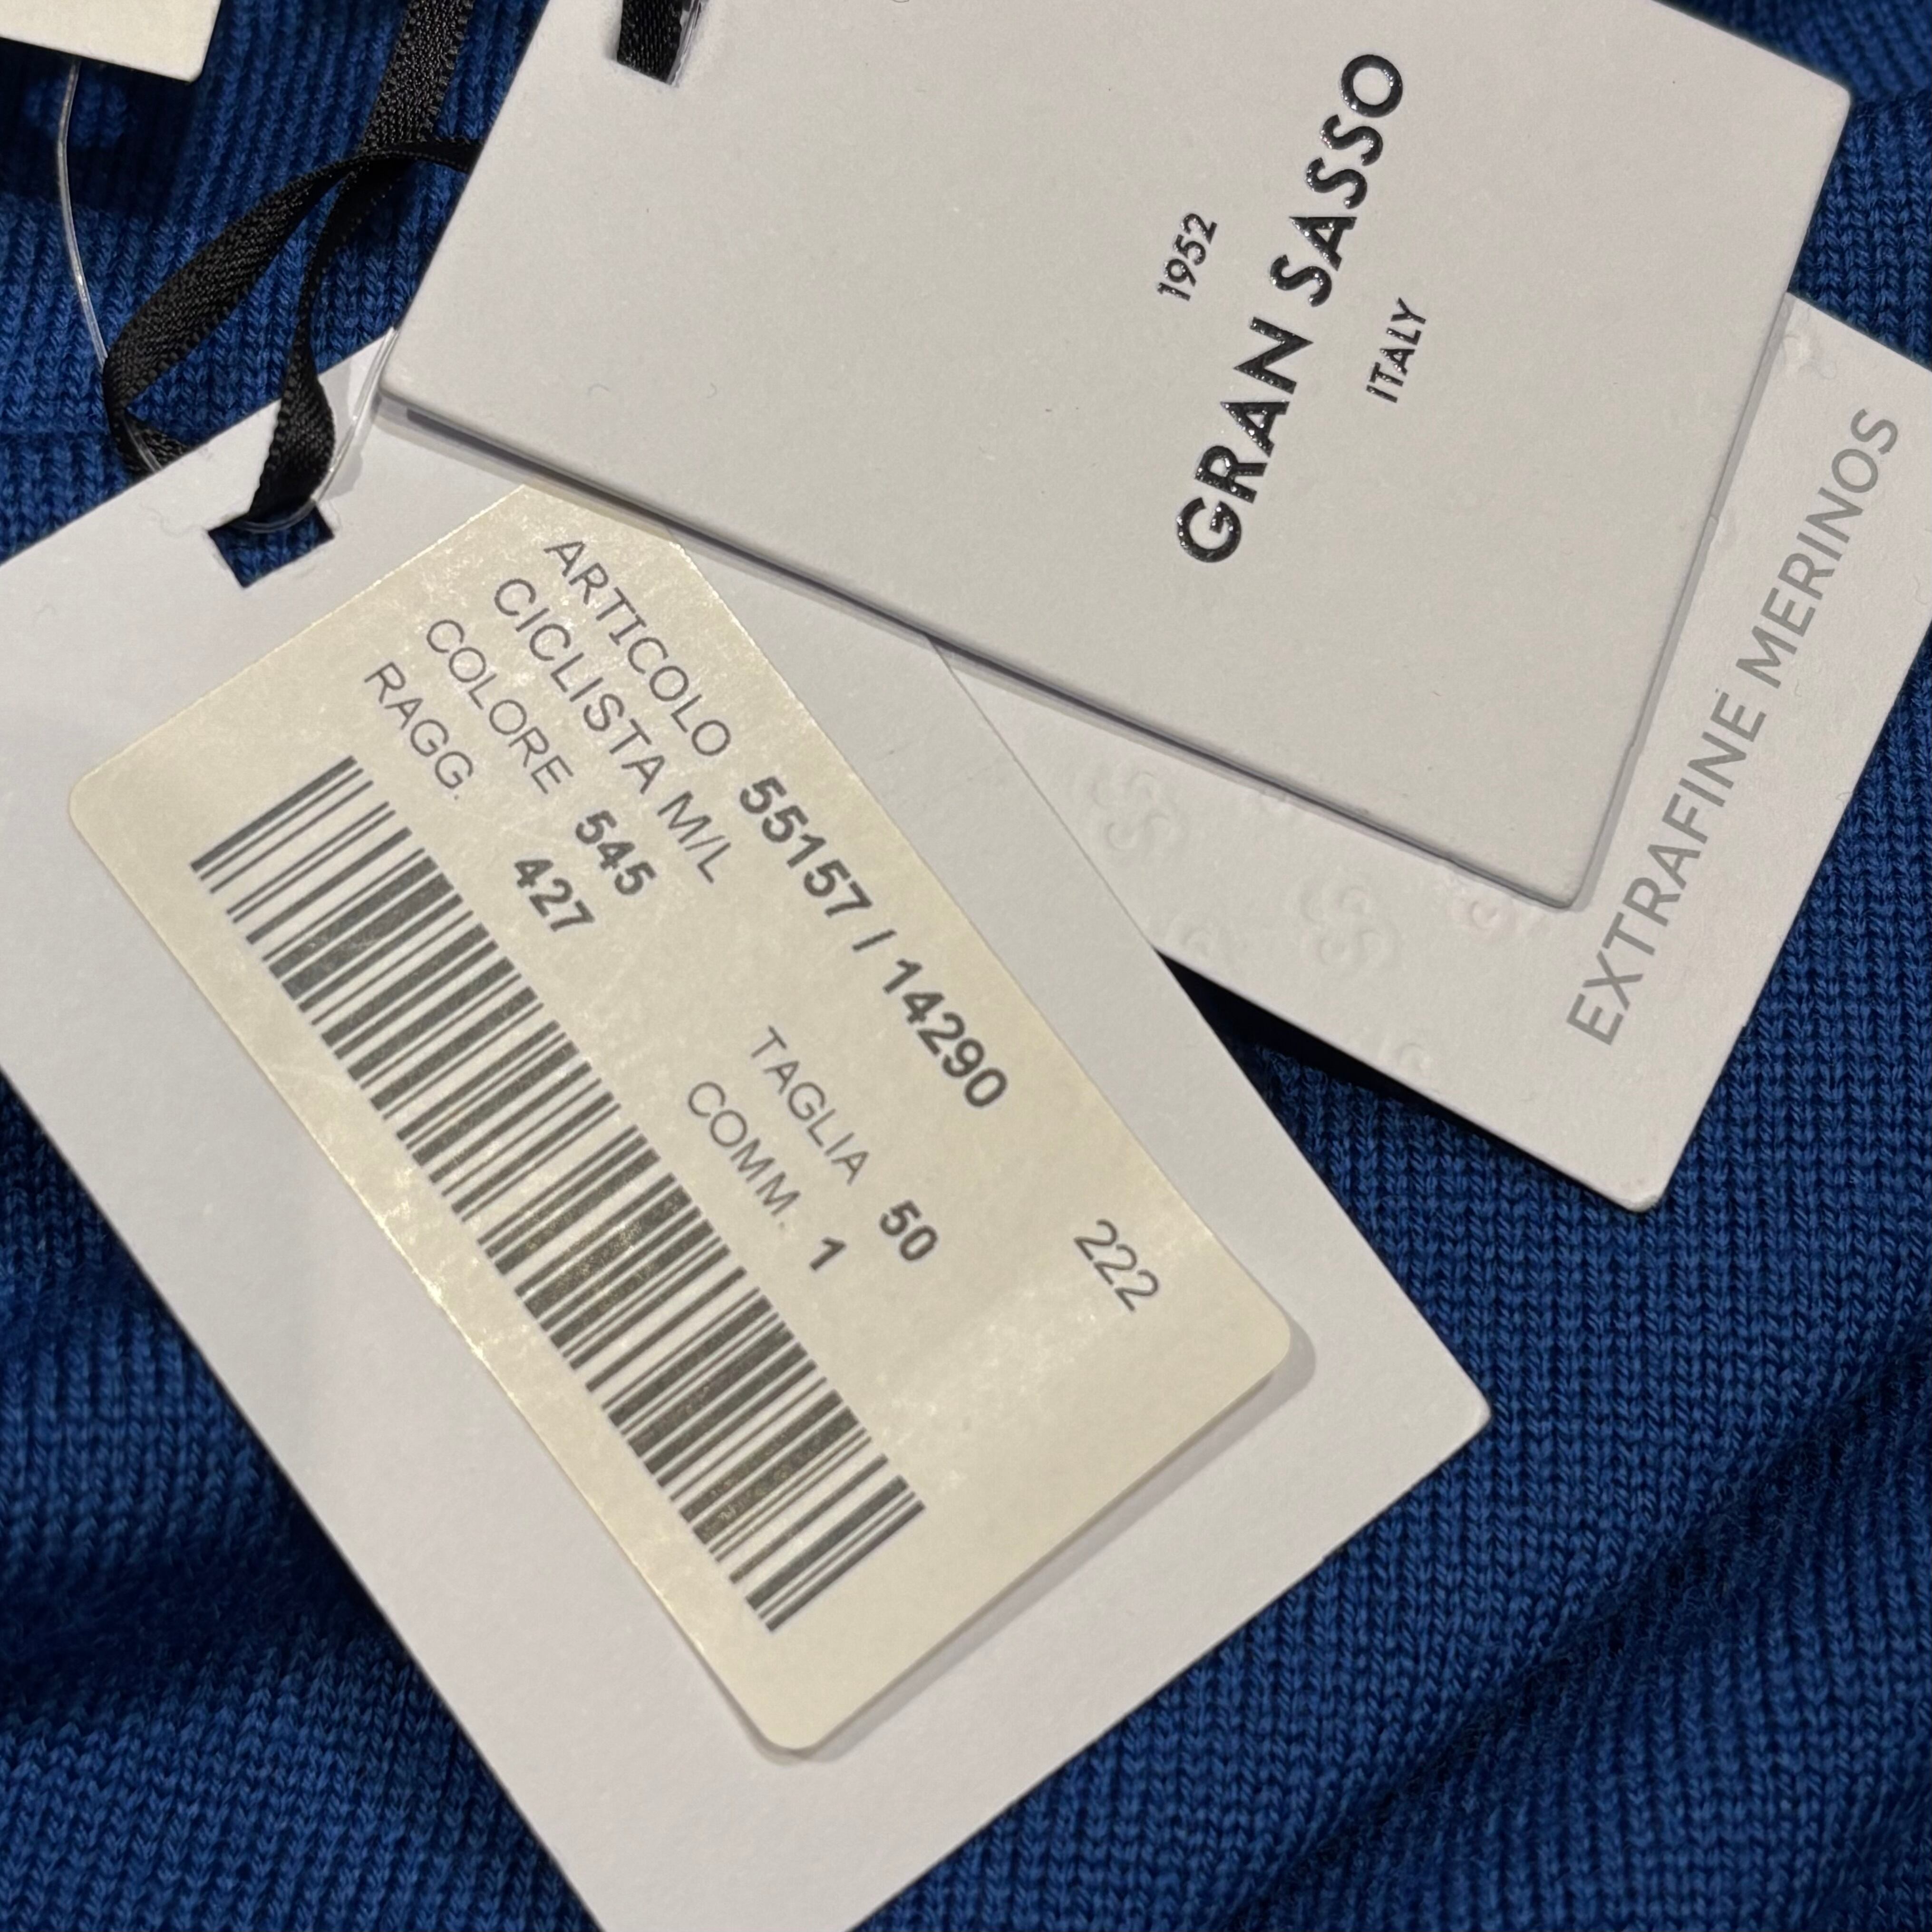 1952
GRAN SASSO
ITALY
EXTRAFINE MERINOS
ARTICOLO 55157 / 14290 222
CICLISTA M/L
COLORE 545 TAGLIA 50
RAGG. 427 COMM. 1